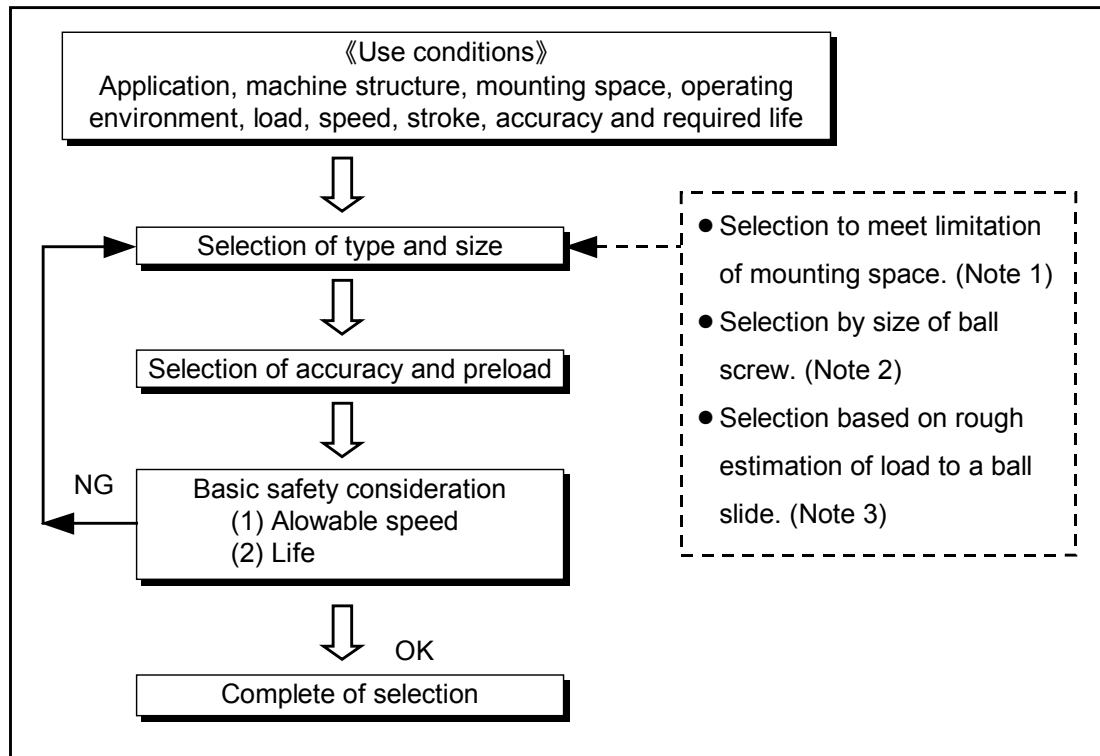 《Use conditions》
Application, machine structure, mounting space, operating
environment, load, speed, stroke, accuracy and required life
Selection of type and size
Selection of accuracy and preload
NG
Basic safety consideration
(1) Alowable speed
(2) Life
OK
Complete of selection
● Selection to meet limitation
of mounting space. (Note 1)
● Selection by size of ball
screw. (Note 2)
● Selection based on rough
estimation of load to a ball
slide. (Note 3)